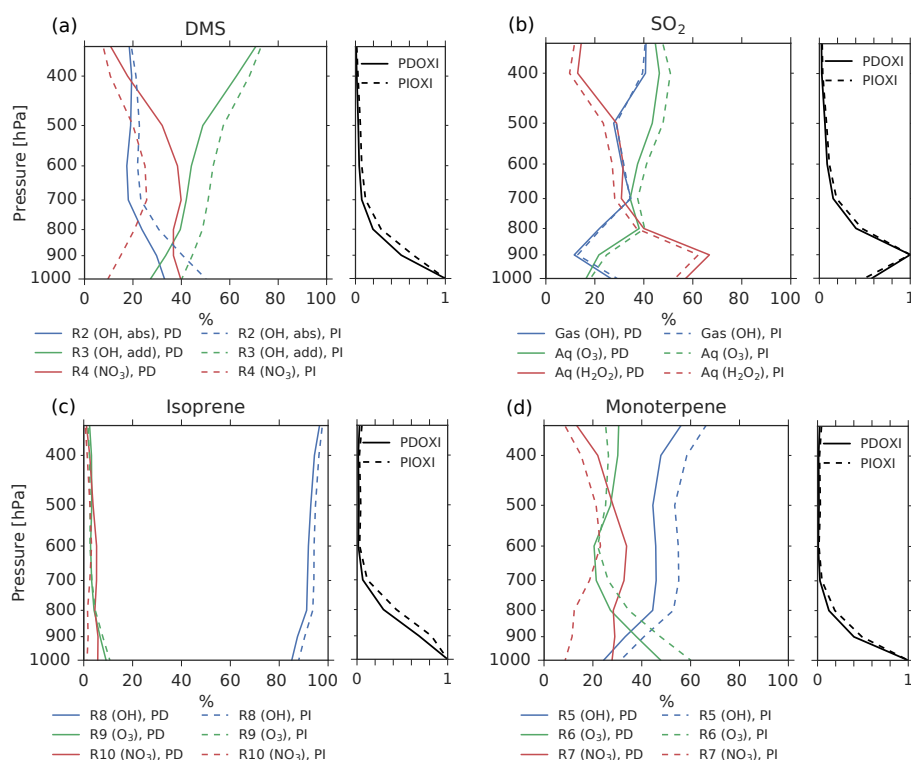 (a) DMS
(b) SO2
Pressure [hPa]
400
500
600
700
800
900
1000
0 20 40 60 80 100
%
PDOXI
PIOXI
0 1
400
500
600
700
800
900
1000
0 20 40 60 80 100
%
PDOXI
PIOXI
0 1
R2 (OH, abs), PD R2 (OH, abs), PI
R3 (OH, add), PD R3 (OH, add), PI
R4 (NO3), PD R4 (NO3), PI
Gas (OH), PD Gas (OH), PI
Aq (O3), PD Aq (O3), PI
Aq (H2O2), PD Aq (H2O2), PI
(c) Isoprene
(d) Monoterpene
Pressure [hPa]
400
500
600
700
800
900
1000
0 20 40 60 80 100
%
PDOXI
PIOXI
0 1
400
500
600
700
800
900
1000
0 20 40 60 80 100
%
PDOXI
PIOXI
0 1
R8 (OH), PD R8 (OH), PI
R9 (O3), PD R9 (O3), PI
R10 (NO3), PD R10 (NO3), PI
R5 (OH), PD R5 (OH), PI
R6 (O3), PD R6 (O3), PI
R7 (NO3), PD R7 (NO3), PI